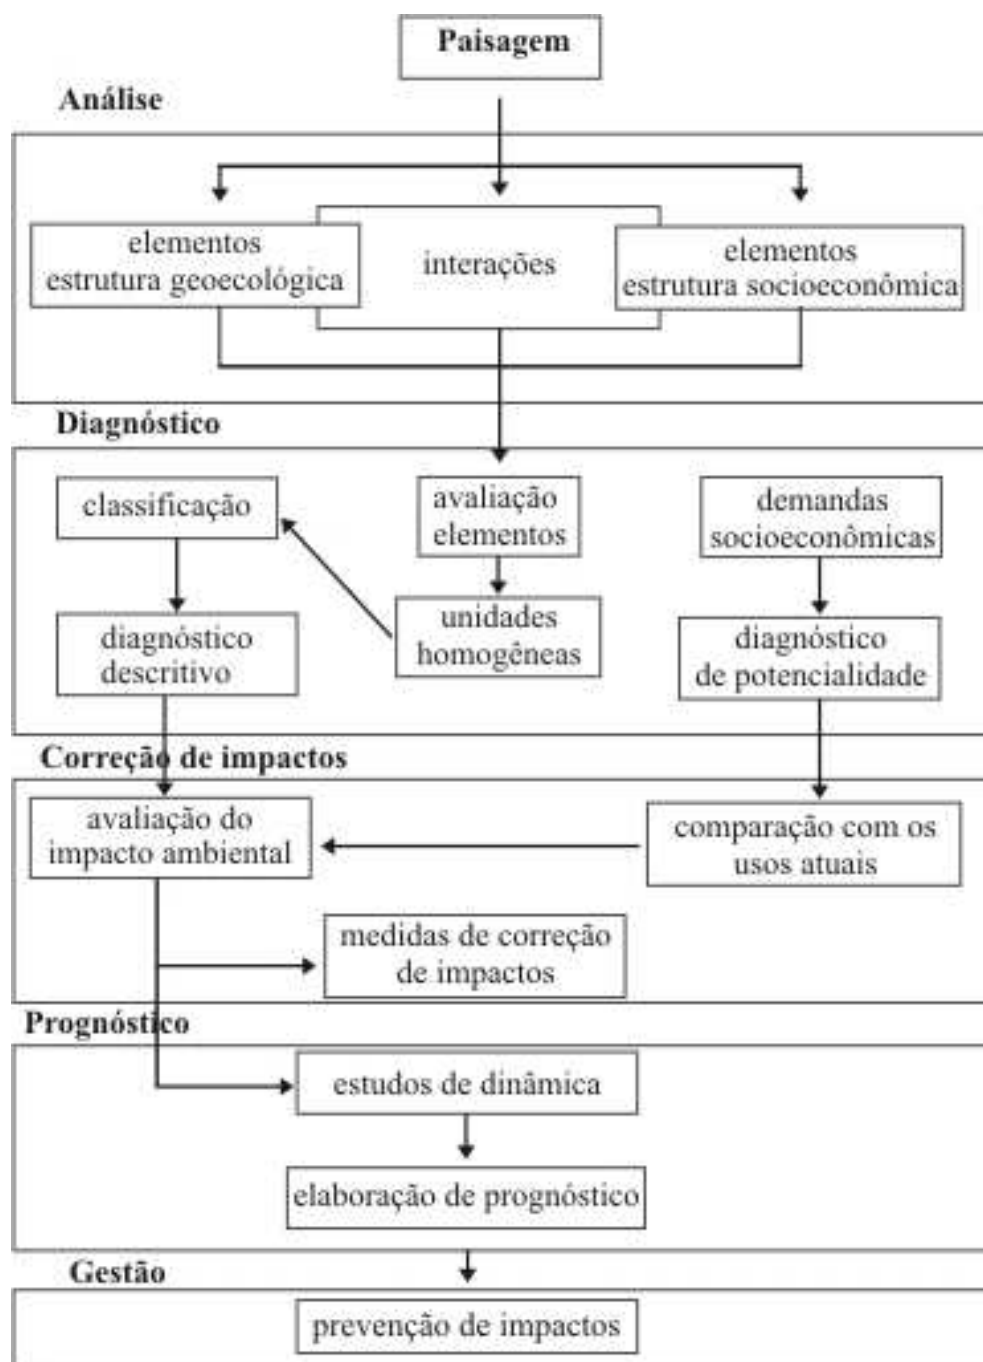 Paisagem
Análise
elementos
estrutura geoecológica
interações
elementos
estrutura socioeconômica
Diagnóstico
classificação
avaliação
elementos
demandas
socioeconômicas
diagnóstico
descritivo
unidades
homogêneas
diagnóstico
de potencialidade
Correção de impactos
avaliação do
impacto ambiental
comparação com os
usos atuais
medidas de correção
de impactos
Prognóstico
estudos de dinâmica
elaboração de prognóstico
Gestão
prevenção de impactos